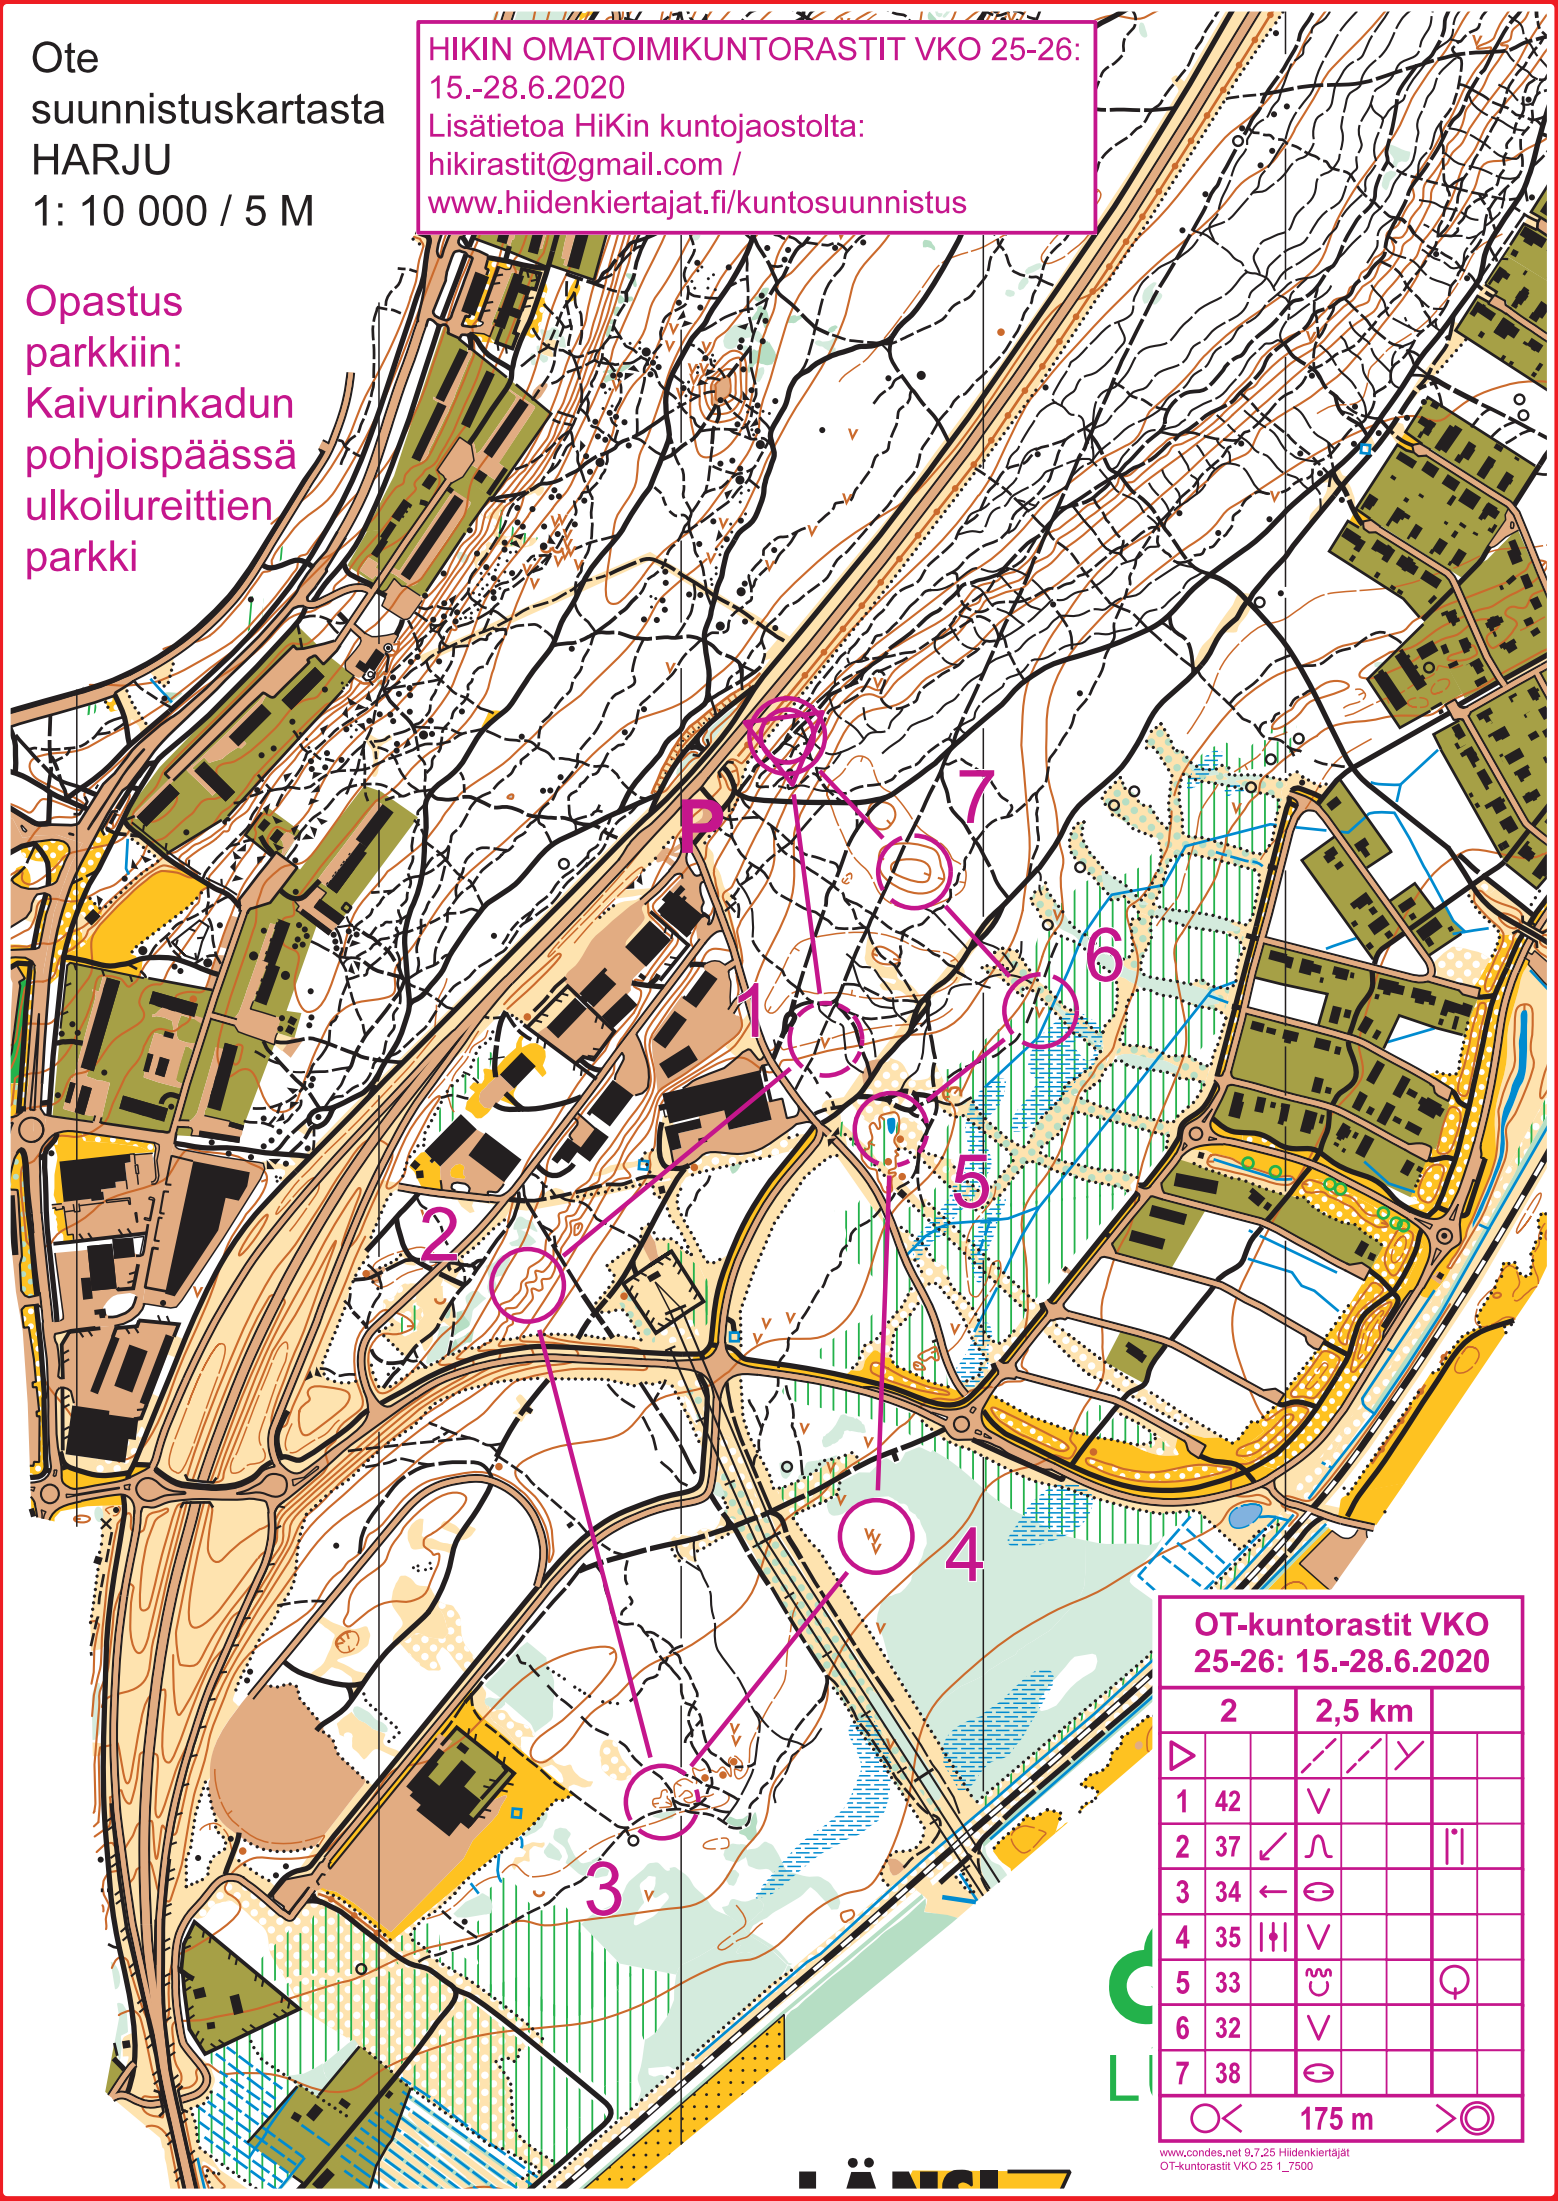 Ote
suunnistuskartasta
HARJU
1: 10 000 / 5 M
HIKIN OMATOIMIKUNTORASTIT VKO 25-26:
15.-28.6.2020
Lisätietoa HiKin kuntojaostolta:
hikirastit@gmail.com /
www.hiidenkiertajat.fi/kuntosuunnistus
Opastus
parkkiin:
Kaivurinkadun
pohjoispäässä
ulkoilureittien
parkki
7
P
6
1
5
2
4
3
OT-kuntorastit VKO
25-26: 15.-28.6.2020
2 2,5 km
1 42
2 37
3 34
4 35
5 33
6 32
7 38
175 m
www.condes.net 9.7.25 Hiidenkiertäjät
OT-kuntorastit VKO 25 1_7500